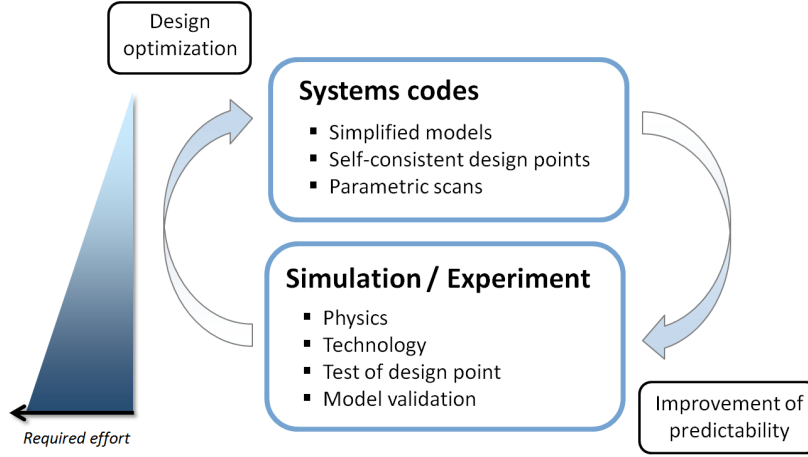 Design
optimization
Systems codes
▪ Simplified models
▪ Self-consistent design points
▪ Parametric scans
Simulation / Experiment
▪ Physics
▪ Technology
▪ Test of design point
▪ Model validation
Improvement of
predictability
Required effort